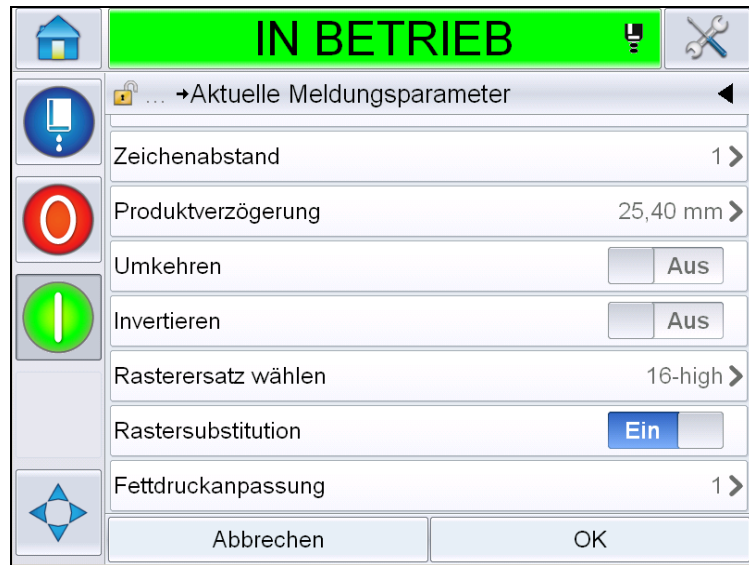 IN BETRIEB
... →Aktuelle Meldungsparameter
Zeichenabstand 1
Produktverzögerung 25,40 mm
Umkehren Aus
Invertieren Aus
Rasterersatz wählen 16-high
Rastersubstitution Ein
Fettdruckanpassung 1
Abbrechen OK